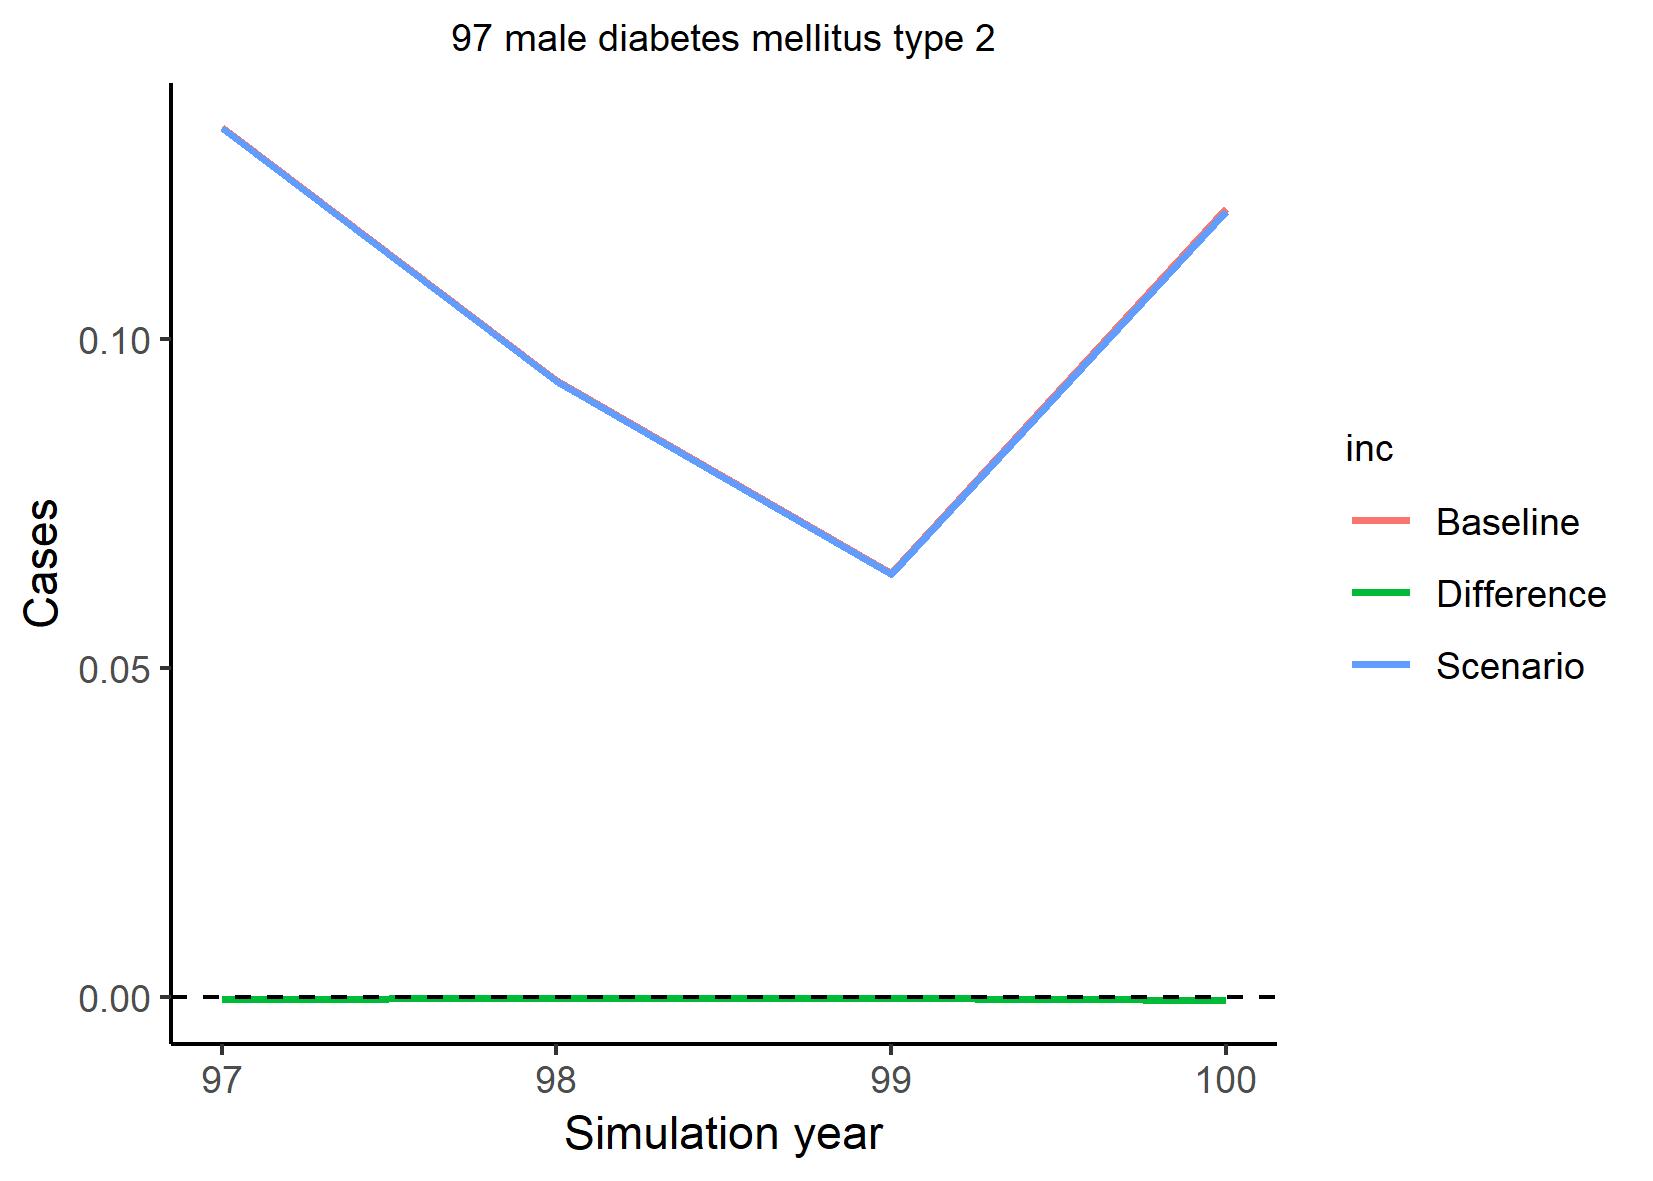 97 male diabetes mellitus type 2
Cases
0.10
0.05
0.00
97 98 99 100
Simulation year
inc
Baseline
Difference
Scenario